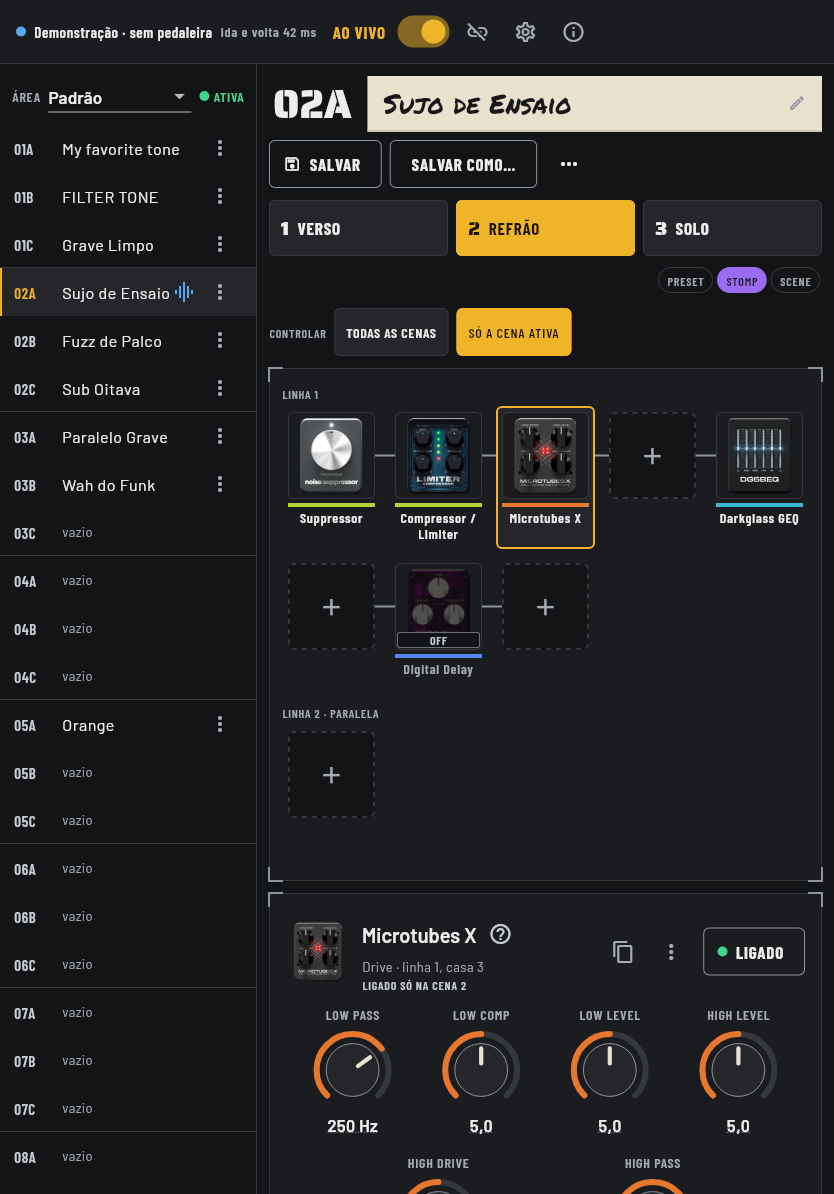 Demonstração · sem pedaleira Ida e volta 42 ms AO VIVO
ÁREA Padrão ATIVA
01A My favorite tone
01B FILTER TONE
01C Grave Limpo
02A Sujo de Ensaio
02B Fuzz de Palco
02C Sub Oitava
03A Paralelo Grave
03B Wah do Funk
03C vazio
04A vazio
04B vazio
04C vazio
05A Orange
05B vazio
05C vazio
06A vazio
06B vazio
06C vazio
07A vazio
07B vazio
07C vazio
08A vazio
02A Sujo de Ensaio
SALVAR SALVAR COMO...
1 VERSO 2 REFRÃO 3 SOLO
PRESET STOMP SCENE
CONTROLAR TODAS AS CENAS SÓ A CENA ATIVA
LINHA 1
noise suppressor LIMITER COMPRESSOR MICROTUBES X DG6BEQ
Suppressor Compressor / Limiter Microtubes X Darkglass GEQ
OFF
Digital Delay
LINHA 2 · PARALELA
Microtubes X
Drive · linha 1, casa 3
LIGADO SÓ NA CENA 2
LIGADO
LOW PASS LOW COMP LOW LEVEL HIGH LEVEL
250 Hz 5,0 5,0 5,0
HIGH DRIVE HIGH PASS